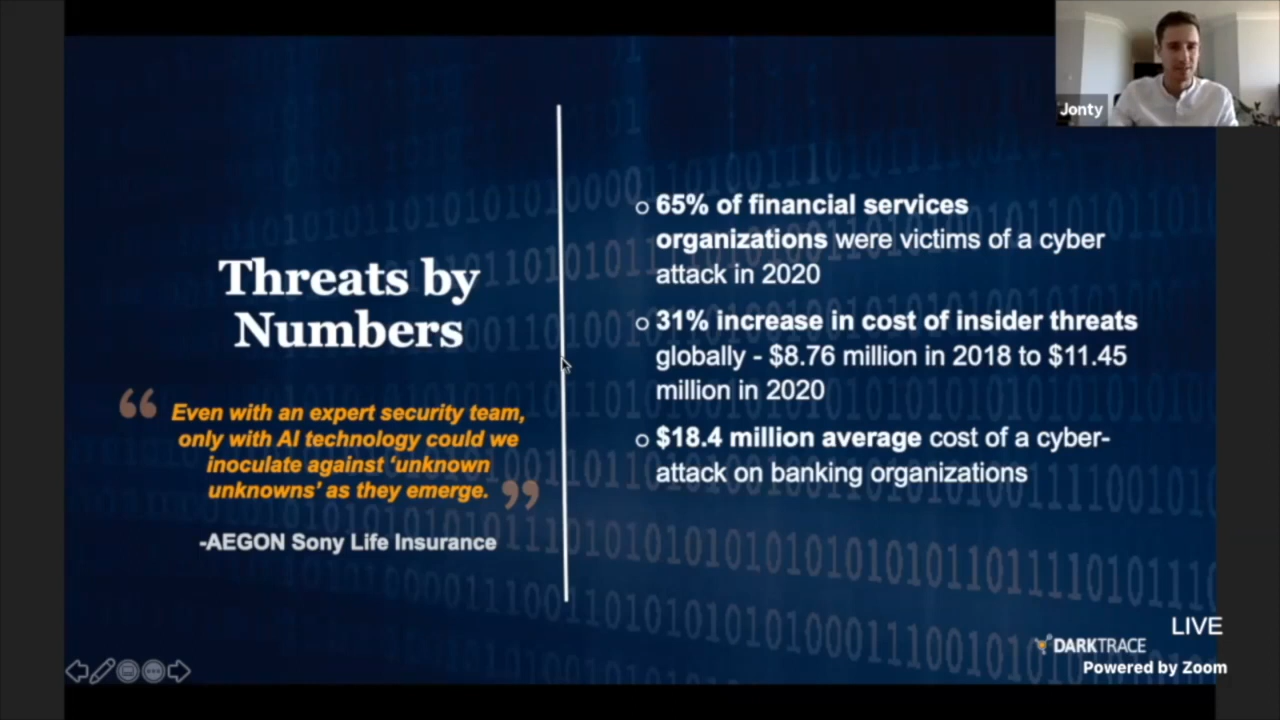 Jonty
Threats by
Numbers
“ Even with an expert security team,
only with AI technology could we
inoculate against ‘unknown
unknowns’ as they emerge. ”
-AEGON Sony Life Insurance
65% of financial services
organizations were victims of a cyber
attack in 2020
31% increase in cost of insider threats
globally - $8.76 million in 2018 to $11.45
million in 2020
$18.4 million average cost of a cyber-
attack on banking organizations
LIVE
DARKTRACE
Powered by Zoom